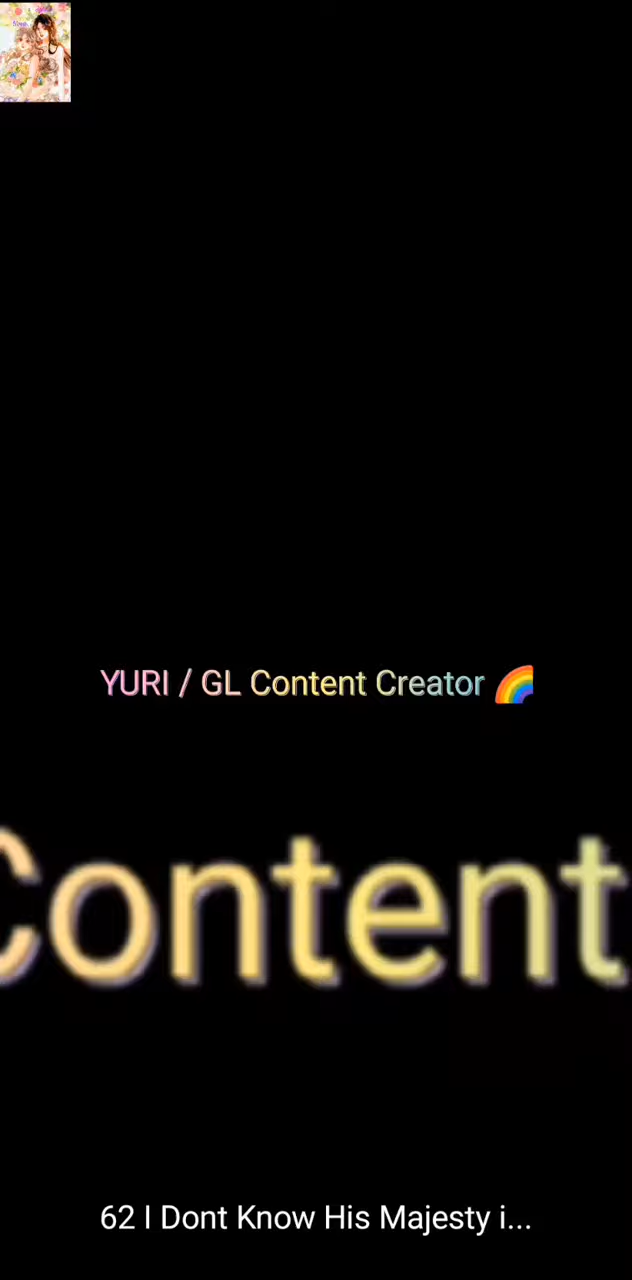 YURI / GL Content Creator 🌈
Content
62 I Dont Know His Majesty i...